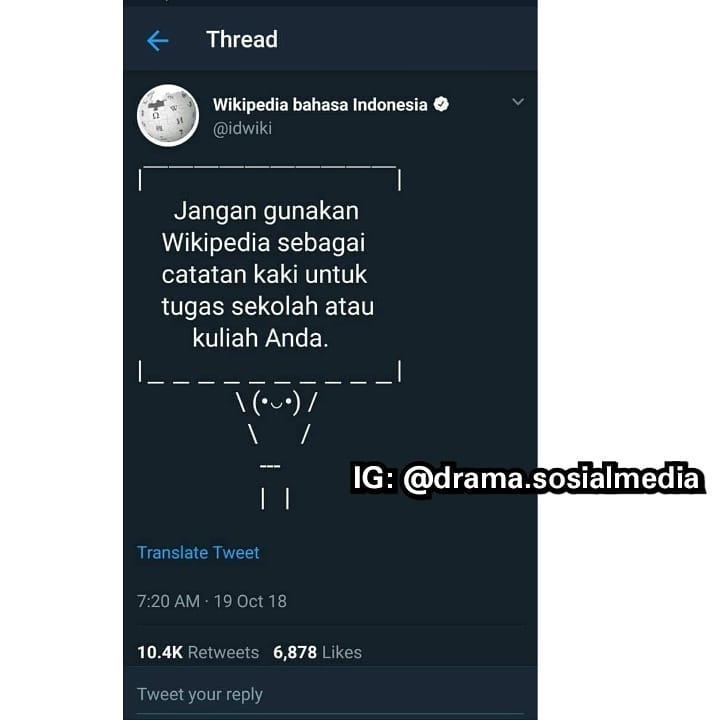 Thread
Wikipedia bahasa Indonesia
@idwiki
Jangan gunakan
Wikipedia sebagai
catatan kaki untuk
tugas sekolah atau
kuliah Anda.
\ (•◡•) /
IG: @drama.sosialmedia
Translate Tweet
7:20 AM · 19 Oct 18
10.4K Retweets 6,878 Likes
Tweet your reply